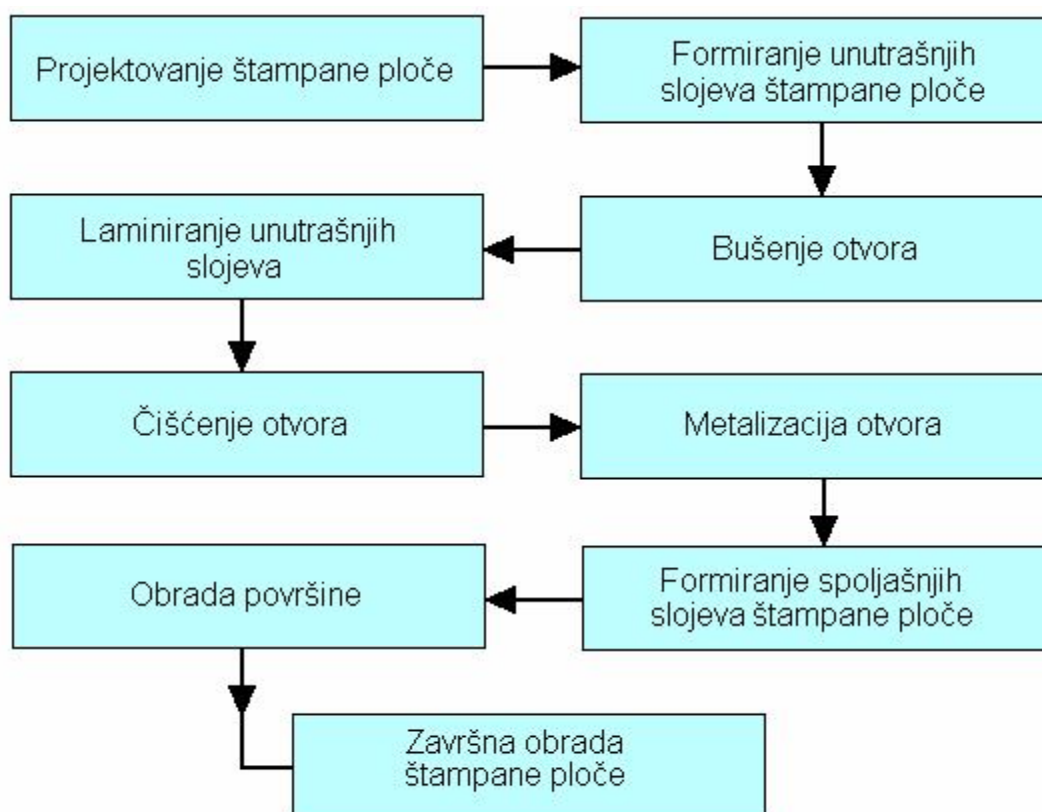 Projektovanje štampane ploče
Formiranje unutrašnjih
slojeva štampane ploče
Bušenje otvora
Laminiranje unutrašnjih
slojeva
Čišćenje otvora
Metalizacija otvora
Formiranje spoljašnjih
slojeva štampane ploče
Obrada površine
Završna obrada
štampane ploče